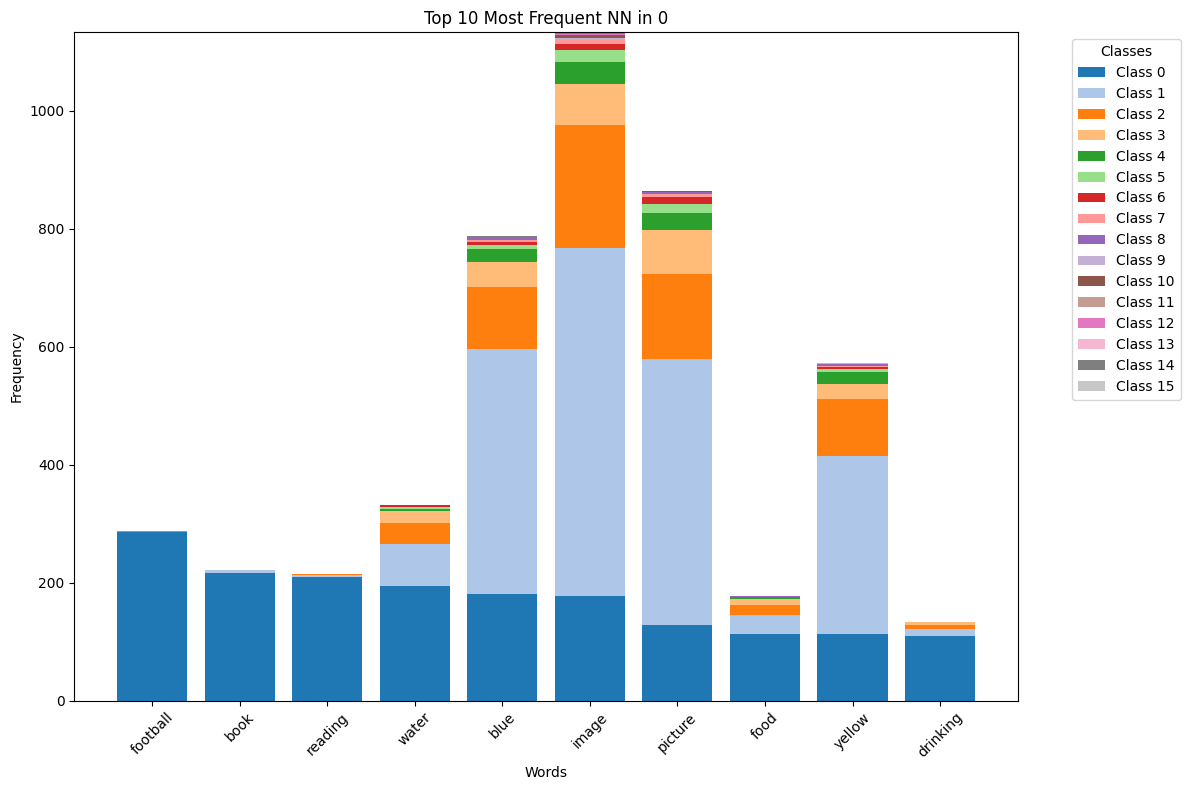 Top 10 Most Frequent NN in 0
Frequency
1000
800
600
400
200
0
football
book
reading
water
blue
image
picture
food
yellow
drinking
Words
Classes
Class 0
Class 1
Class 2
Class 3
Class 4
Class 5
Class 6
Class 7
Class 8
Class 9
Class 10
Class 11
Class 12
Class 13
Class 14
Class 15